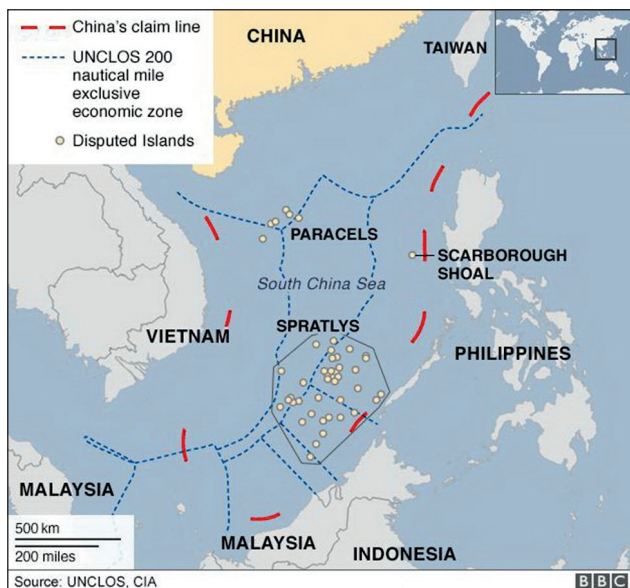 China's claim line
UNCLOS 200
nautical mile
exclusive
economic zone
Disputed Islands
CHINA
TAIWAN
PARACELS
SCARBOROUGH
SHOAL
South China Sea
SPRATLYS
VIETNAM
PHILIPPINES
MALAYSIA
500 km
200 miles
MALAYSIA
INDONESIA
Source: UNCLOS, CIA
BBC